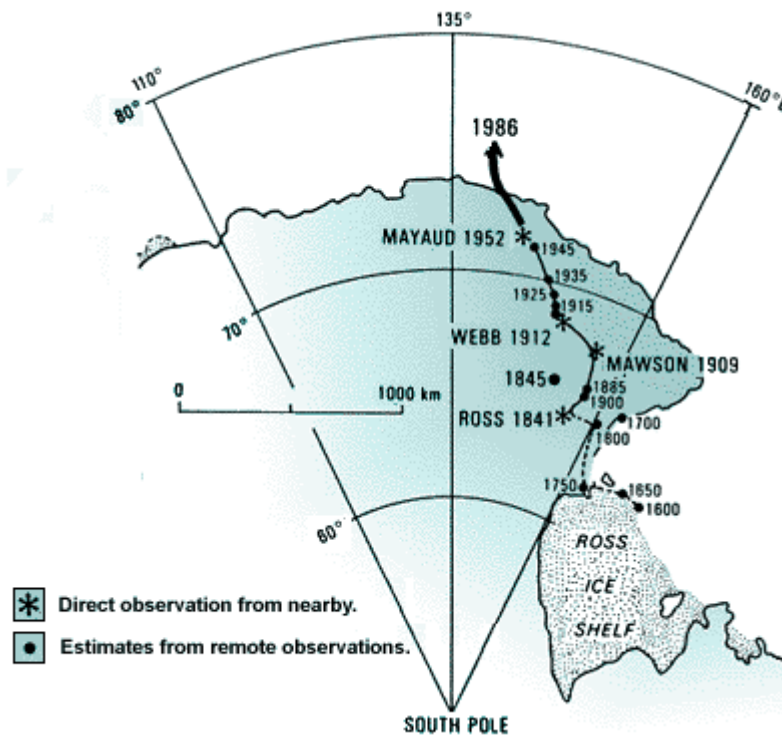 135°
110°
80°
160°E
1986
MAYAUD 1952
1945
1935
1925
1915
70°
WEBB 1912
MAWSON 1909
0
1000 km
1845
1885
1900
ROSS 1841
1700
1800
1750
1650
1600
60°
ROSS
ICE
SHELF
Direct observation from nearby.
Estimates from remote observations.
SOUTH POLE